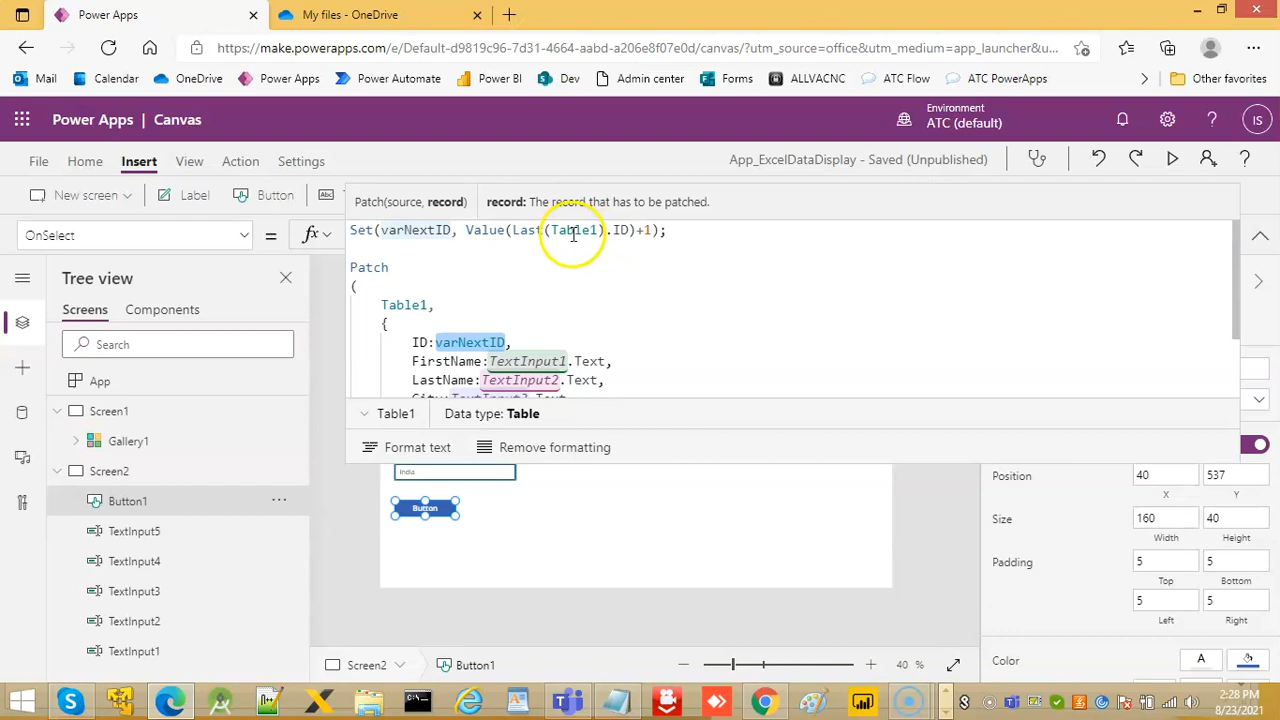 Power Apps
My files - OneDrive
https://make.powerapps.com/e/Default-d9819c96-7d31-4664-aabd-a206e8f07e0d/canvas/?utm_source=office&utm_medium=app_launcher&u...
Mail Calendar OneDrive Power Apps Power Automate Power BI Dev Admin center Forms ALLVACNC ATC Flow ATC PowerApps Other favorites
Power Apps | Canvas
Environment
ATC (default)
IS
File Home Insert View Action Settings
App_ExcelDataDisplay - Saved (Unpublished)
New screen Label Button Abc
Patch(source, record) record: The record that has to be patched.
OnSelect = fx
Set(varNextID, Value(Last(Table1).ID)+1);
Patch
(
Table1,
{
ID:varNextID,
FirstName:TextInput1.Text,
LastName:TextInput2.Text,
City:TextInput3.Text
Table1 Data type: Table
Format text Remove formatting
Tree view
Screens Components
Search
App
Screen1
Gallery1
Screen2
Button1 ...
TextInput5
TextInput4
TextInput3
TextInput2
TextInput1
India
Button
Position 40 537
X Y
Size 160 40
Width Height
Padding 5 5
Top Bottom
5 5
Left Right
Color A
Screen2 Button1 40 %
2:28 PM
8/23/2021